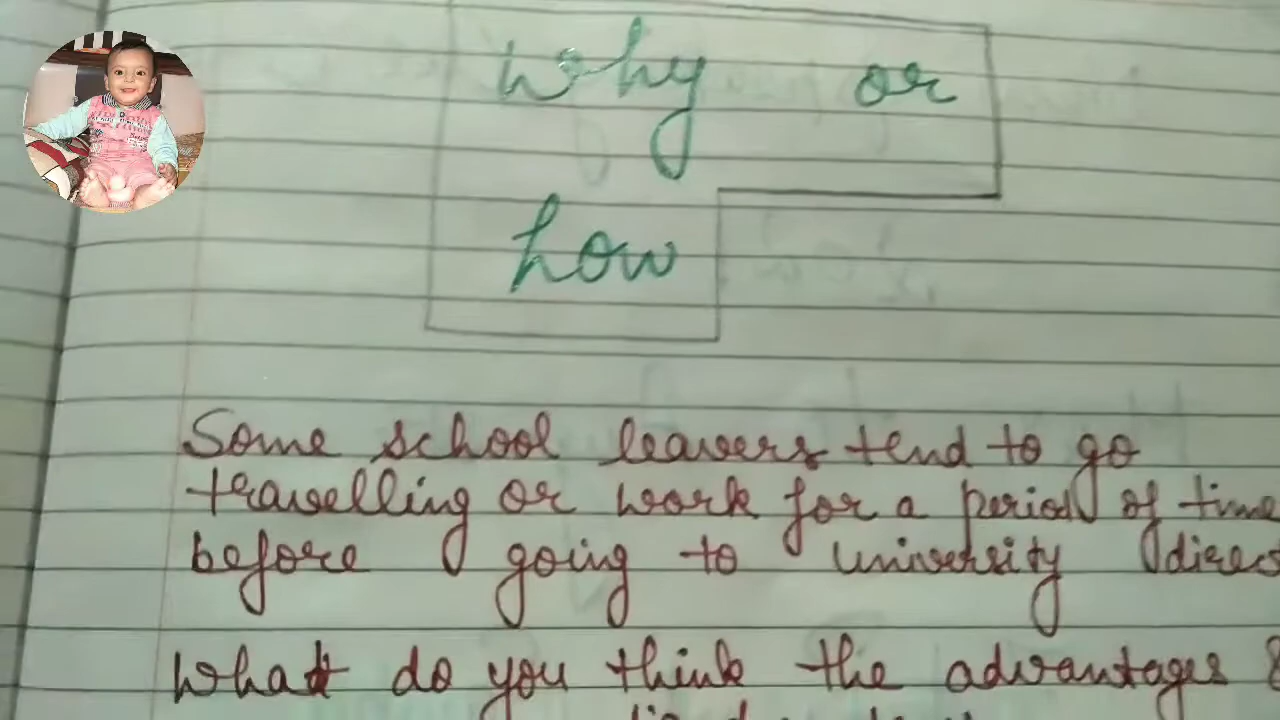 why or
how
Some school leavers tend to go
travelling or work for a period of time
before going to university
What do you think the advantages